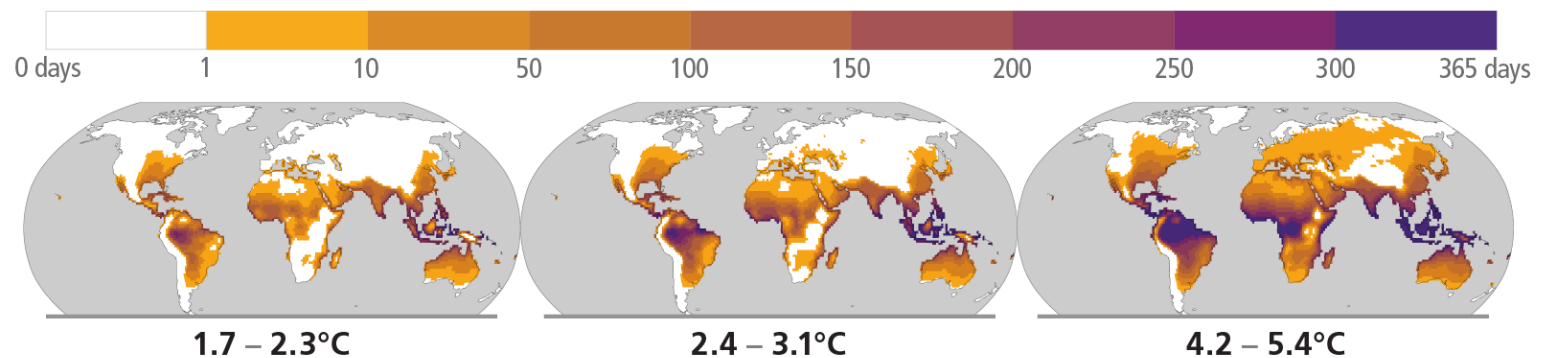 0 days 1 10 50 100 150 200 250 300 365 days
1.7 – 2.3°C 2.4 – 3.1°C 4.2 – 5.4°C